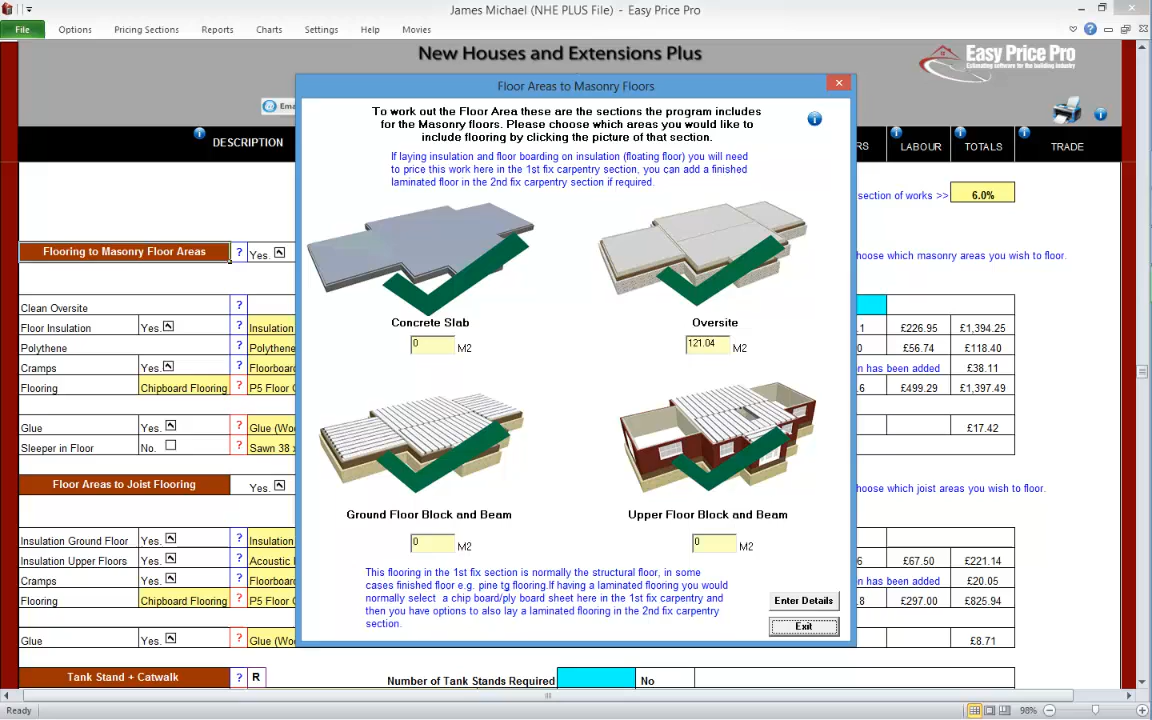 James Michael (NHE PLUS File) - Easy Price Pro
File Options Pricing Sections Reports Charts Settings Help Movies
New Houses and Extensions Plus
Easy Price Pro
Estimating software for the building industry
Ema
DESCRIPTION
RS LABOUR TOTALS TRADE
section of works >> 6.0%
Floor Areas to Masonry Floors
To work out the Floor Area these are the sections the program includes
for the Masonry floors. Please choose which areas you would like to
include flooring by clicking the picture of that section.
If laying insulation and floor boarding on insulation (floating floor) you will need
to price this work here in the 1st fix carpentry section, you can add a finished
laminated floor in the 2nd fix carpentry section if required.
Concrete Slab
0 M2
Oversite
121.04 M2
Ground Floor Block and Beam
0 M2
Upper Floor Block and Beam
0 M2
This flooring in the 1st fix section is normally the structural floor, in some
cases finished floor e.g. pine tg flooring.If having a laminated flooring you would
normally select a chip board/ply board sheet here in the 1st fix carpentry and
then you have options to also lay a laminated flooring in the 2nd fix carpentry
section.
Enter Details
Exit
Flooring to Masonry Floor Areas ? Yes. hoose which masonry areas you wish to floor.
Clean Oversite ?
Floor Insulation Yes. ? Insulation .1 £226.95 £1,394.25
Polythene ? Polythene 0 £56.74 £118.40
Cramps Yes. ? Floorboar on has been added £38.11
Flooring Chipboard Flooring ? P5 Floor C .6 £499.29 £1,397.49
Glue Yes. ? Glue (Woo £17.42
Sleeper in Floor No. ? Sawn 38 x
Floor Areas to Joist Flooring Yes. hoose which joist areas you wish to floor.
Insulation Ground Floor Yes. ? Insulation
Insulation Upper Floors Yes. ? Acoustic 6 £67.50 £221.14
Cramps Yes. ? Floorboar on has been added £20.05
Flooring Chipboard Flooring ? P5 Floor C .8 £297.00 £825.94
Glue Yes. ? Glue (Woo £8.71
Tank Stand + Catwalk ? R Number of Tank Stands Required No
Ready 98%